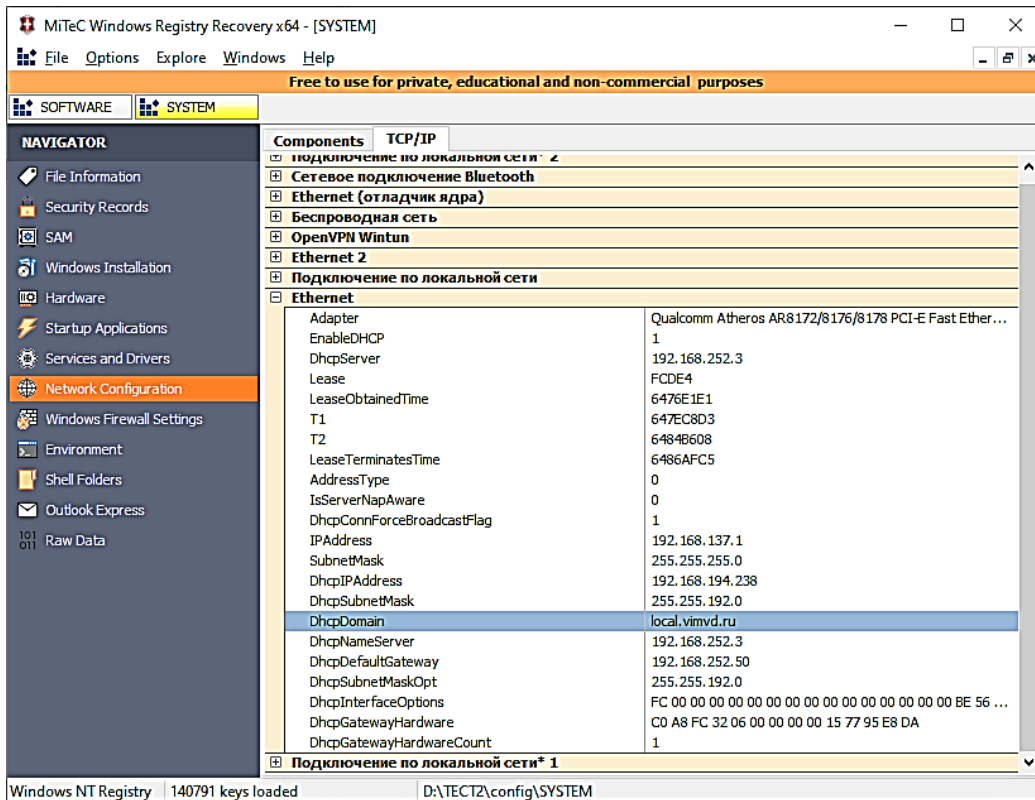 MiTeC Windows Registry Recovery x64 - [SYSTEM]
File Options Explore Windows Help
Free to use for private, educational and non-commercial purposes
SOFTWARE SYSTEM
NAVIGATOR
File Information
Security Records
SAM
Windows Installation
Hardware
Startup Applications
Services and Drivers
Network Configuration
Windows Firewall Settings
Environment
Shell Folders
Outlook Express
Raw Data
Components TCP/IP
Подключение по локальной сети* 2
Сетевое подключение Bluetooth
Ethernet (отладчик ядра)
Беспроводная сеть
OpenVPN Wintun
Ethernet 2
Подключение по локальной сети
Ethernet
Adapter Qualcomm Atheros AR8172/8176/8178 PCI-E Fast Ether...
EnableDHCP 1
DhcpServer 192.168.252.3
Lease FCDE4
LeaseObtainedTime 6476E1E1
T1 647EC8D3
T2 6484B608
LeaseTerminatesTime 6486AFC5
AddressType 0
IsServerNapAware 0
DhcpConnForceBroadcastFlag 1
IPAddress 192.168.137.1
SubnetMask 255.255.255.0
DhcpIPAddress 192.168.194.238
DhcpSubnetMask 255.255.192.0
DhcpDomain local.vimvd.ru
DhcpNameServer 192.168.252.3
DhcpDefaultGateway 192.168.252.50
DhcpSubnetMaskOpt 255.255.192.0
DhcpInterfaceOptions FC 00 00 00 00 00 00 00 00 00 00 00 00 00 00 00 BE 56 ...
DhcpGatewayHardware C0 A8 FC 32 06 00 00 00 00 15 77 95 E8 DA
DhcpGatewayHardwareCount 1
Подключение по локальной сети* 1
Windows NT Registry 140791 keys loaded D:\TECT2\config\SYSTEM